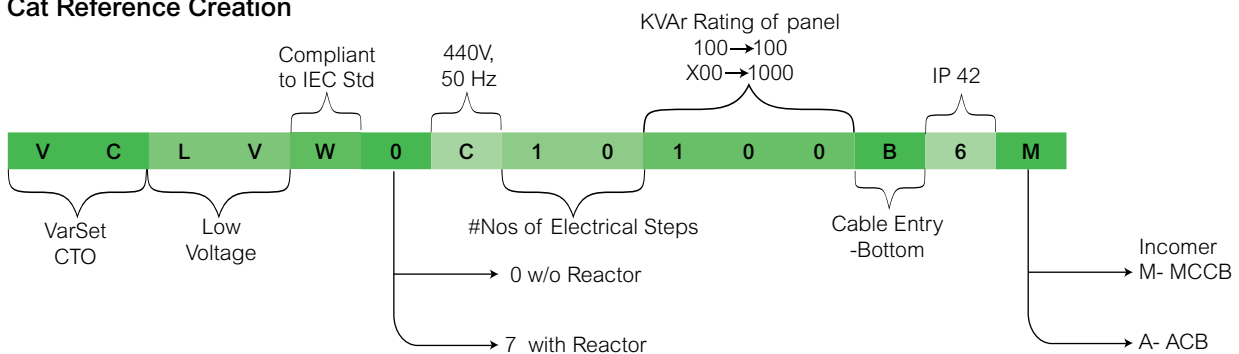 Cat Reference Creation
KVAr Rating of panel
100→100
X00→1000
Compliant
to IEC Std
440V,
50 Hz
IP 42
V C L V W 0 C 1 0 1 0 0 B 6 M
VarSet
CTO
Low
Voltage
#Nos of Electrical Steps
Cable Entry
-Bottom
0 w/o Reactor
7 with Reactor
Incomer
M- MCCB
A- ACB